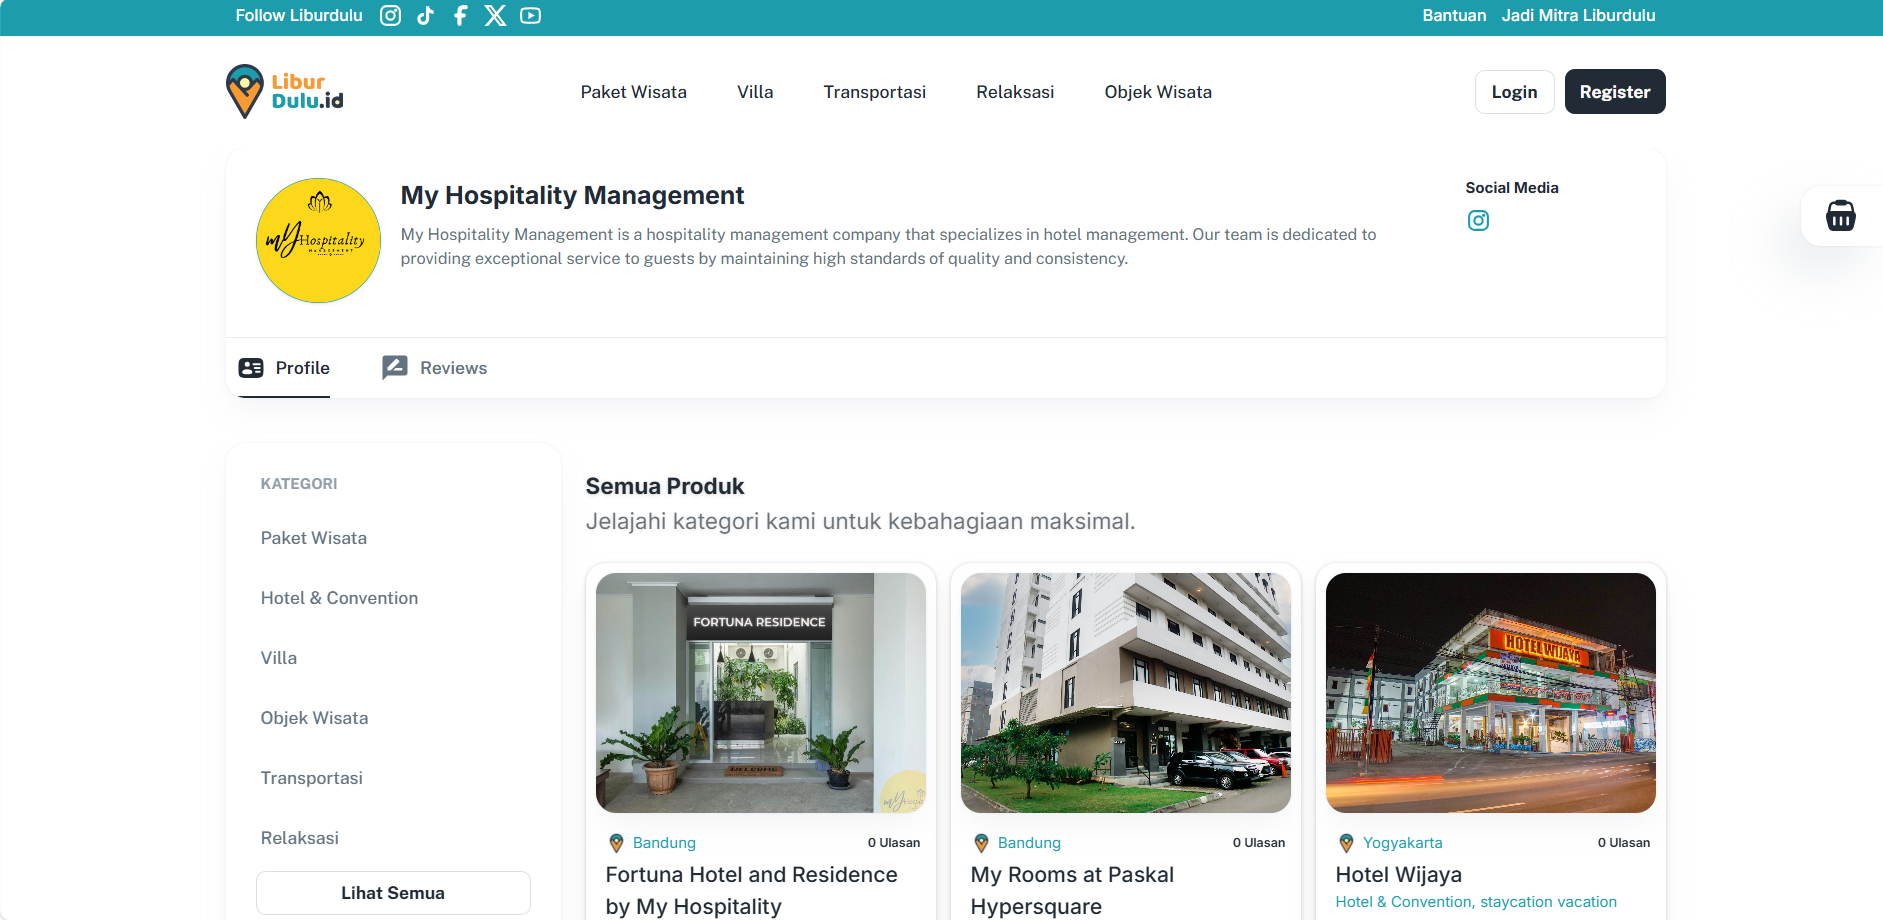 Follow Liburdulu
Bantuan
Jadi Mitra Liburdulu
Libur
Dulu.id
Paket Wisata
Villa
Transportasi
Relaksasi
Objek Wisata
Login
Register
my Hospitality
MANAGEMENT
My Hospitality Management
My Hospitality Management is a hospitality management company that specializes in hotel management. Our team is dedicated to
providing exceptional service to guests by maintaining high standards of quality and consistency.
Social Media
Profile
Reviews
KATEGORI
Paket Wisata
Hotel & Convention
Villa
Objek Wisata
Transportasi
Relaksasi
Lihat Semua
Semua Produk
Jelajahi kategori kami untuk kebahagiaan maksimal.
FORTUNA RESIDENCE
WELCOME
Bandung
0 Ulasan
Fortuna Hotel and Residence
by My Hospitality
Bandung
0 Ulasan
My Rooms at Paskal
Hypersquare
HOTEL WIJAYA
Yogyakarta
0 Ulasan
Hotel Wijaya
Hotel & Convention, staycation vacation